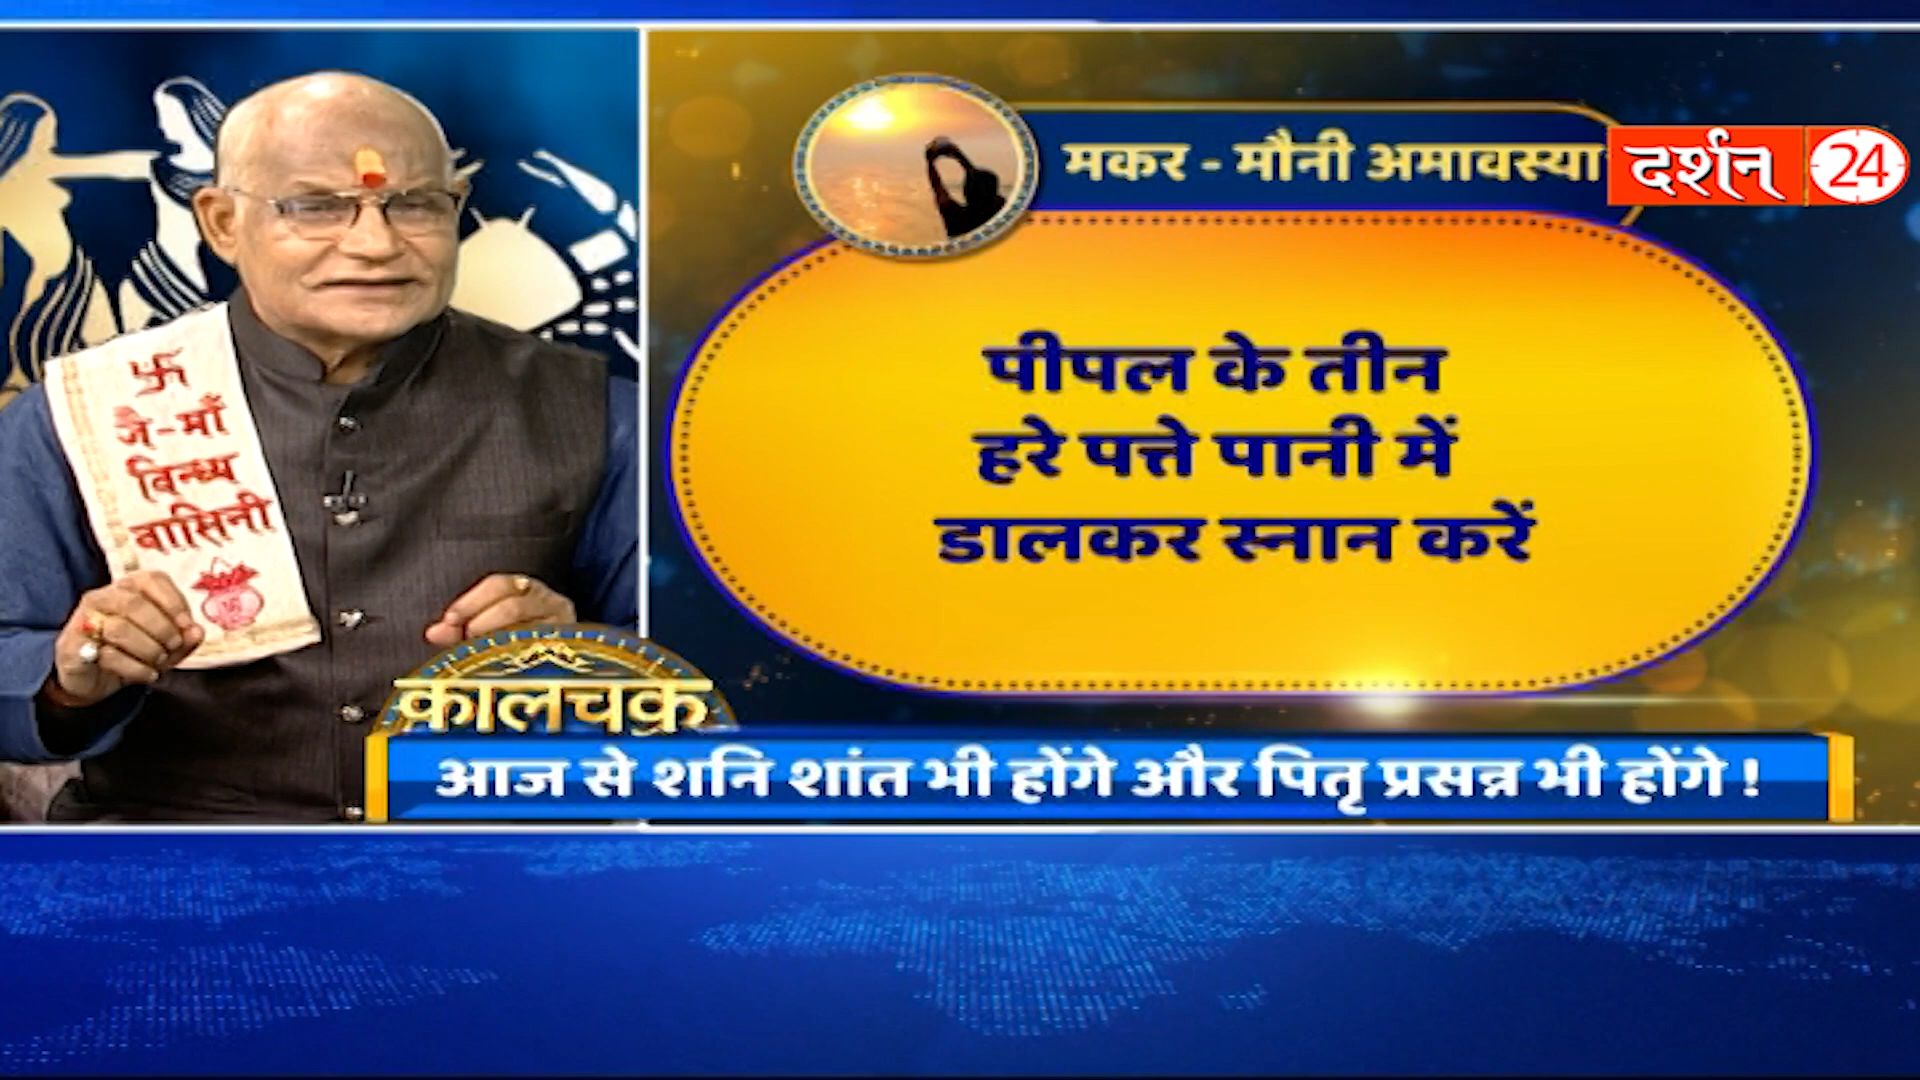 मकर - मौनी अमावस्या
दर्शन 24
पीपल के तीन
हरे पत्ते पानी में
डालकर स्नान करें
जै-माँ
विन्ध्य
वासिनी
कालचक्र
आज से शनि शांत भी होंगे और पितृ प्रसन्न भी होंगे !